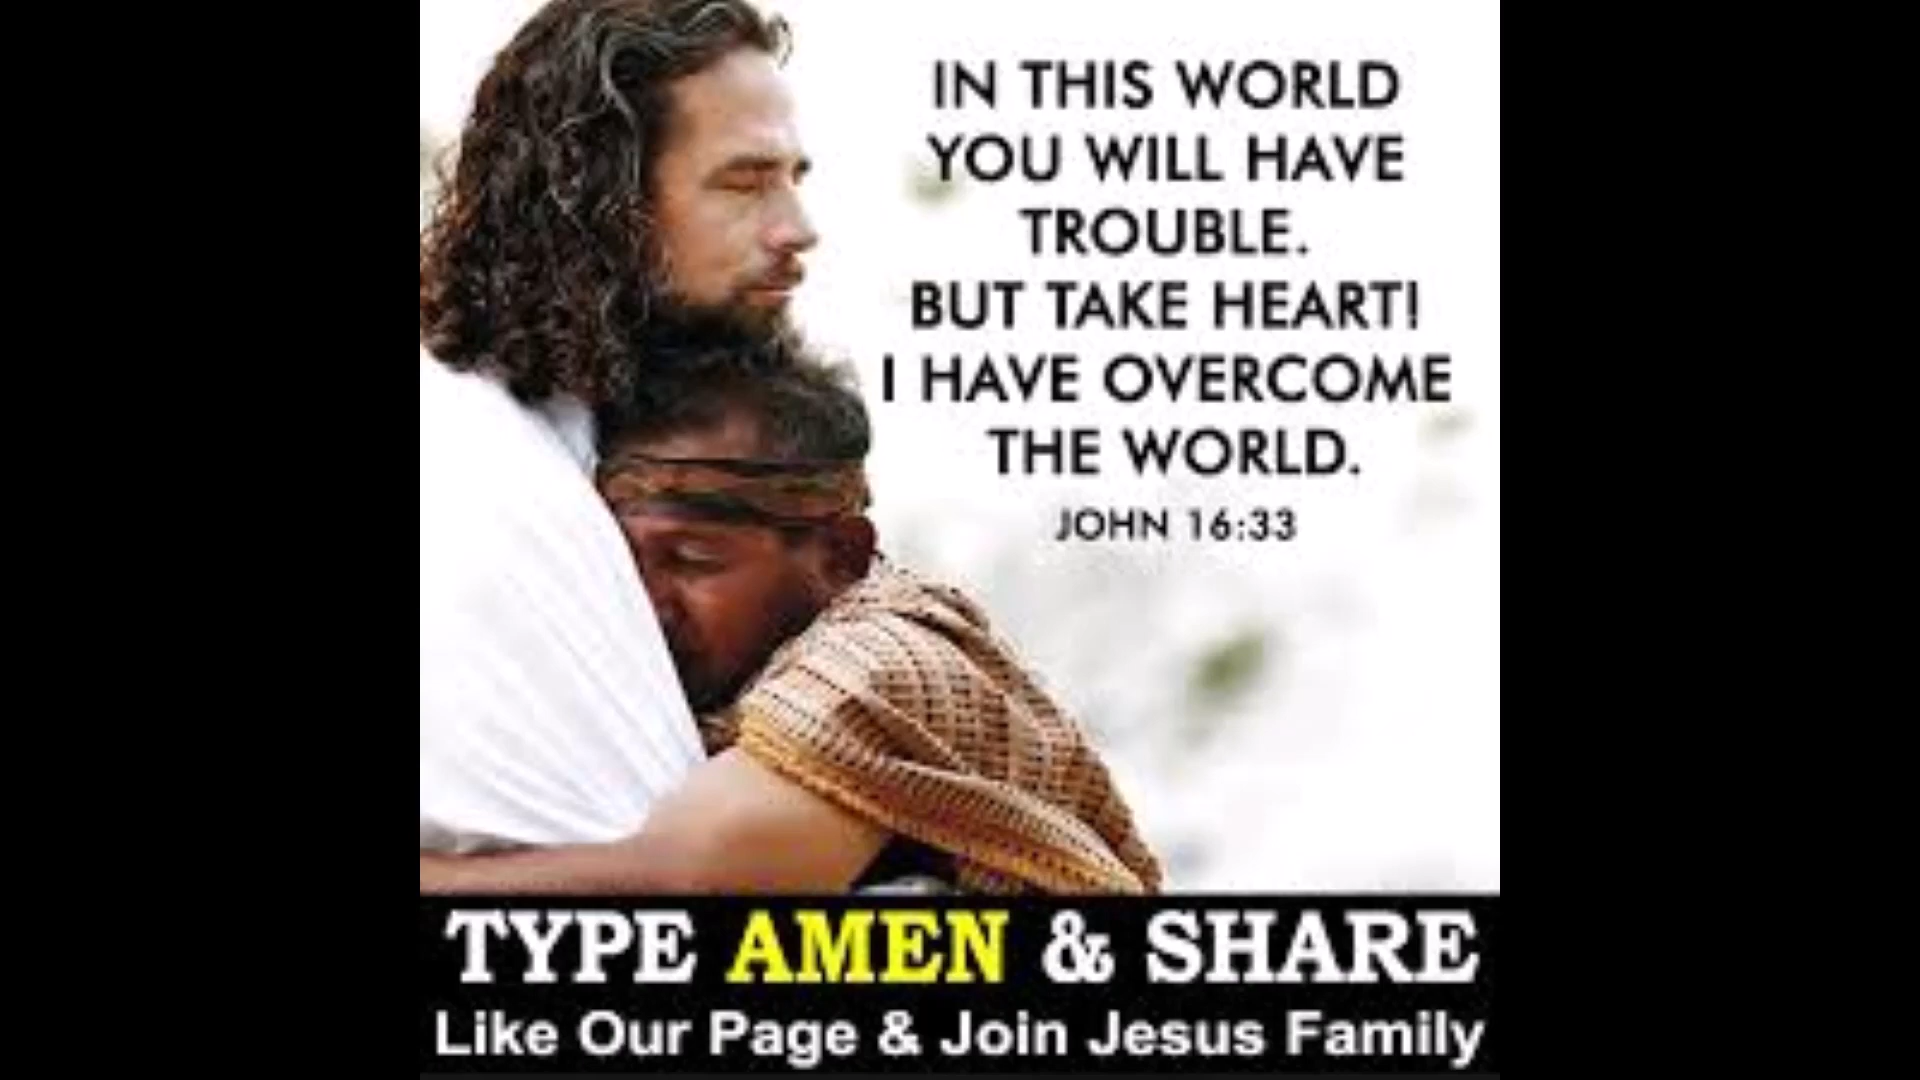 IN THIS WORLD
YOU WILL HAVE
TROUBLE.
BUT TAKE HEART!
I HAVE OVERCOME
THE WORLD.
JOHN 16:33
TYPE AMEN & SHARE
Like Our Page & Join Jesus Family